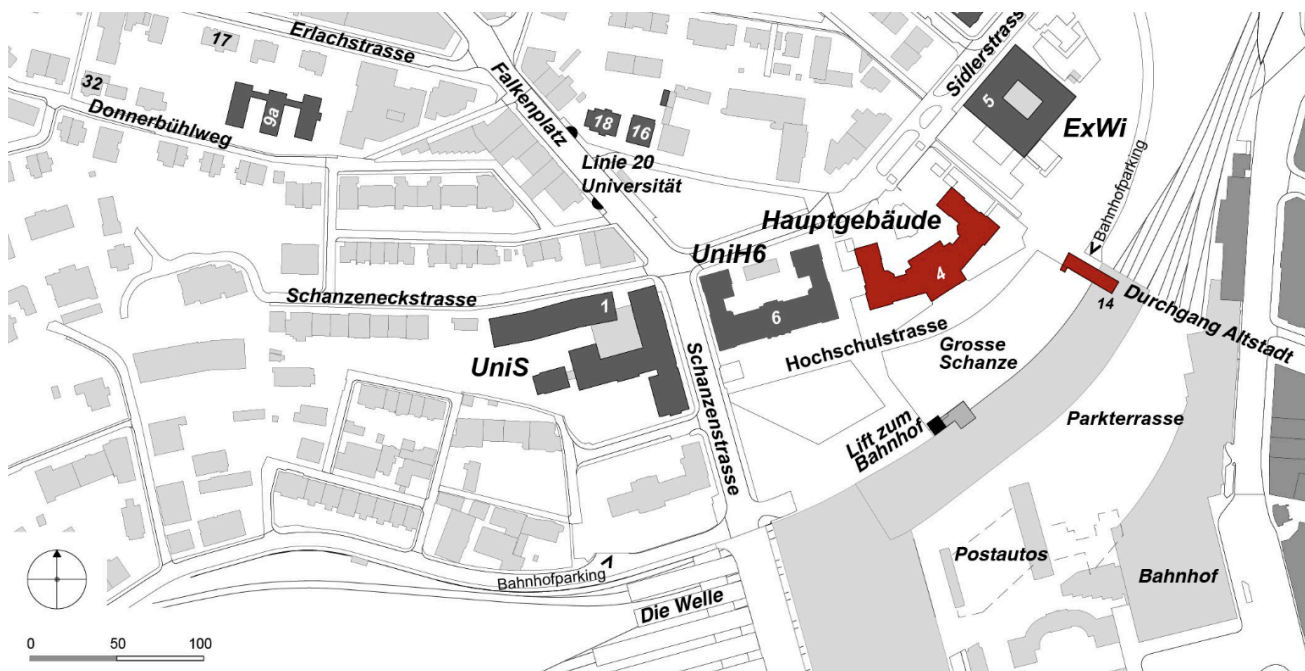 17
Erlachstrasse
Sidlerstrasse
32
Falkenplatz
9a
5
Donnerbühlweg
18
16
ExWi
Linie 20
Universität
Bahnhofparking
Hauptgebäude
UniH6
4
Schanzeneckstrasse
1
14
Durchgang Altstadt
6
Hochschulstrasse
Grosse
Schanze
UniS
Schanzenstrasse
Parkterrasse
Lift zum
Bahnhof
Postautos
Bahnhof
Bahnhofparking
Die Welle
0
50
100